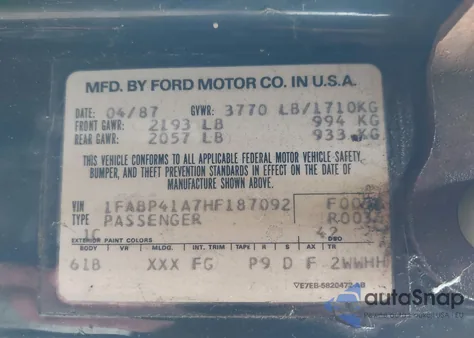 MFD. BY FORD MOTOR CO. IN U.S.A.
DATE: 04/87 GVWR: 3770 LB/1710KG
FRONT GAWR: 2193 LB 994 KG
REAR GAWR: 2057 LB 933 KG
THIS VEHICLE CONFORMS TO ALL APPLICABLE FEDERAL MOTOR VEHICLE SAFETY,
BUMPER, AND THEFT PREVENTION STANDARDS IN EFFECT ON THE DATE OF
MANUFACTURE SHOWN ABOVE.
VIN 1FABP41A7HF187092
TYPE PASSENGER
1C 42
EXTERIOR PAINT COLORS DSO
BODY VR MLDG. INT. TRIM TAPE R S AX TR
61B XXX FG P9 D F 2WWHH
autoSnap